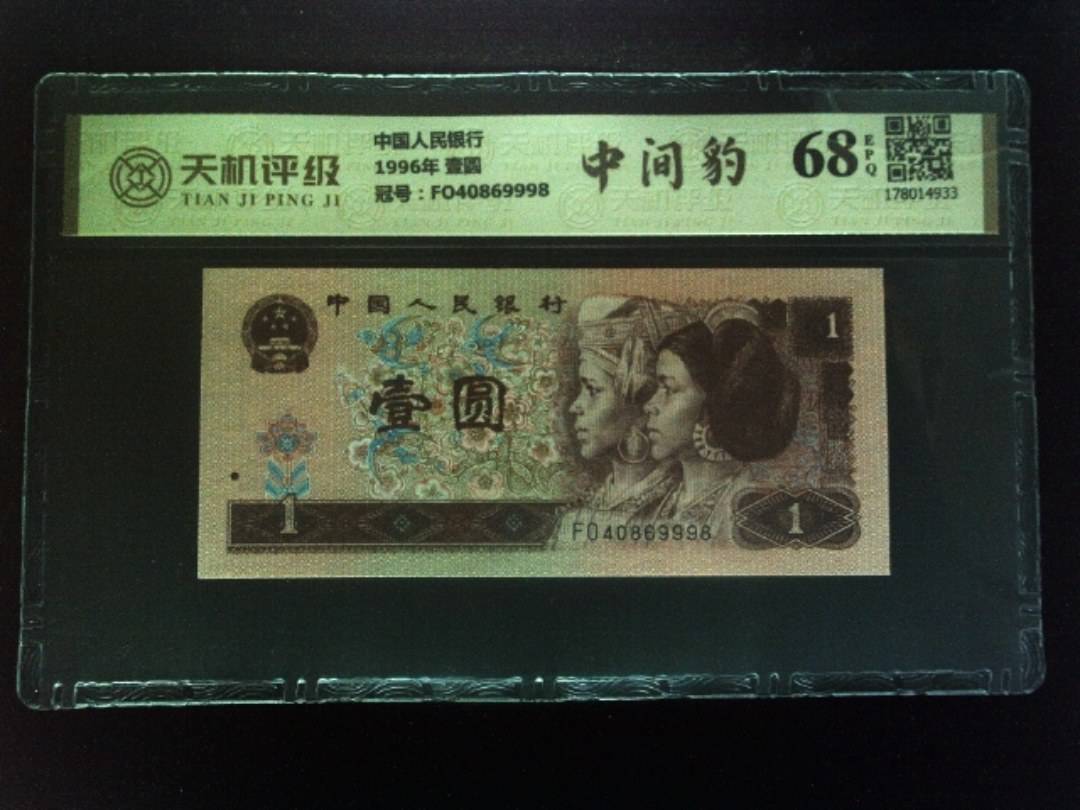 天机评级
TIAN JI PING JI
中国人民银行
1996年 壹圆
冠号：FO40869998
中间豹
68
EPQ
178014933
中国人民银行
1
壹圆
1
FO40869998
1